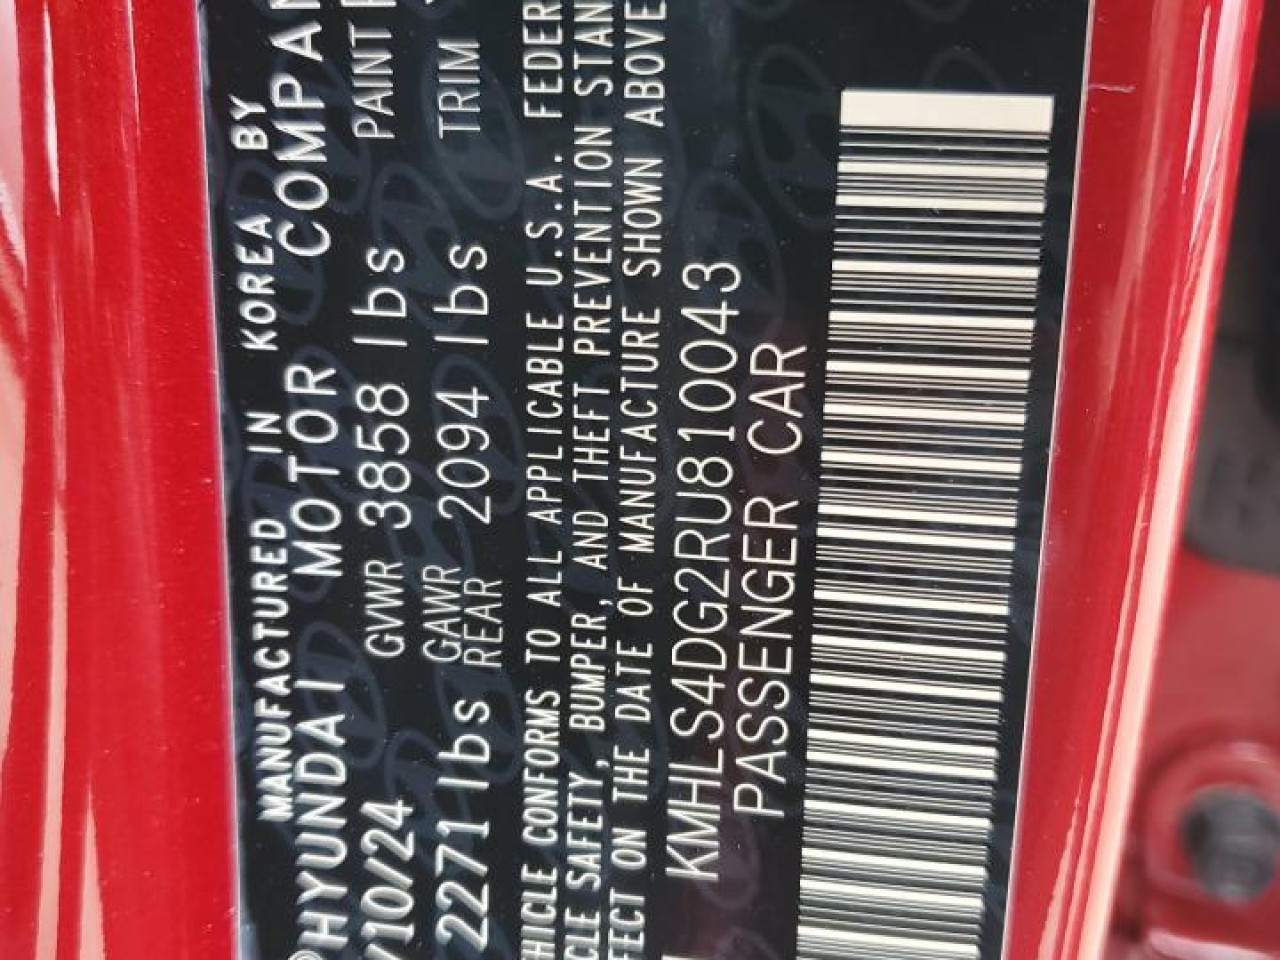 MANUFACTURED IN KOREA BY
HYUNDAI MOTOR COMPAN
/10/24 GVWR 3858 lbs PAINT
2271 lbs GAWR REAR 2094 lbs TRIM
HICLE CONFORMS TO ALL APPLICABLE U.S.A. FEDER
CLE SAFETY, BUMPER, AND THEFT PREVENTION STAN
FECT ON THE DATE OF MANUFACTURE SHOWN ABOVE
KMHLS4DG2RU810043
PASSENGER CAR